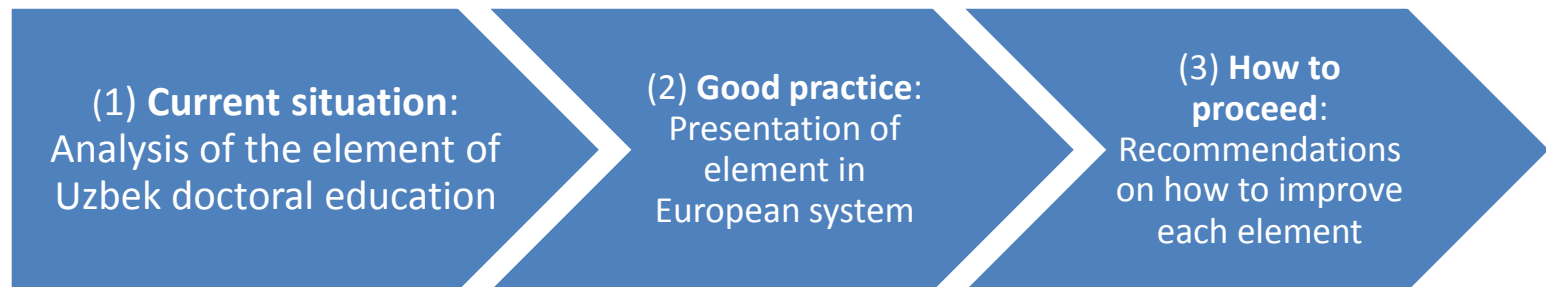 (1) Current situation:
Analysis of the element of
Uzbek doctoral education
(2) Good practice:
Presentation of
element in
European system
(3) How to
proceed:
Recommendations
on how to improve
each element